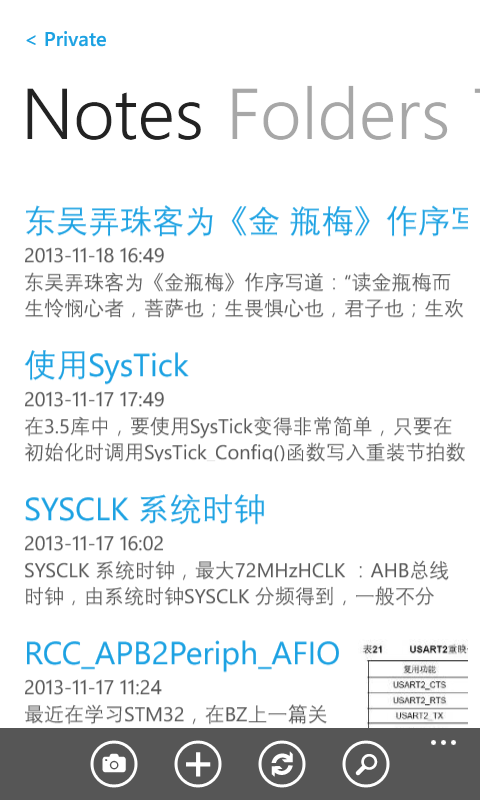 < Private
Notes Folders
东吴弄珠客为《金 瓶梅》作序写
2013-11-18 16:49
东吴弄珠客为《金瓶梅》作序写道：“读金瓶梅而
生怜悯心者，菩萨也；生畏惧心也，君子也；生欢
使用SysTick
2013-11-17 17:49
在3.5库中，要使用SysTick变得非常简单，只要在
初始化时调用SysTick_Config()函数写入重装节拍数
SYSCLK 系统时钟
2013-11-17 16:02
SYSCLK 系统时钟，最大72MHzHCLK ：AHB总线
时钟，由系统时钟SYSCLK 分频得到，一般不分
RCC_APB2Periph_AFIO
2013-11-17 11:24
最近在学习STM32，在BZ上一篇关
表21 USART2重映
复用功能
USART2_CTS
USART2_RTS
USART2_TX